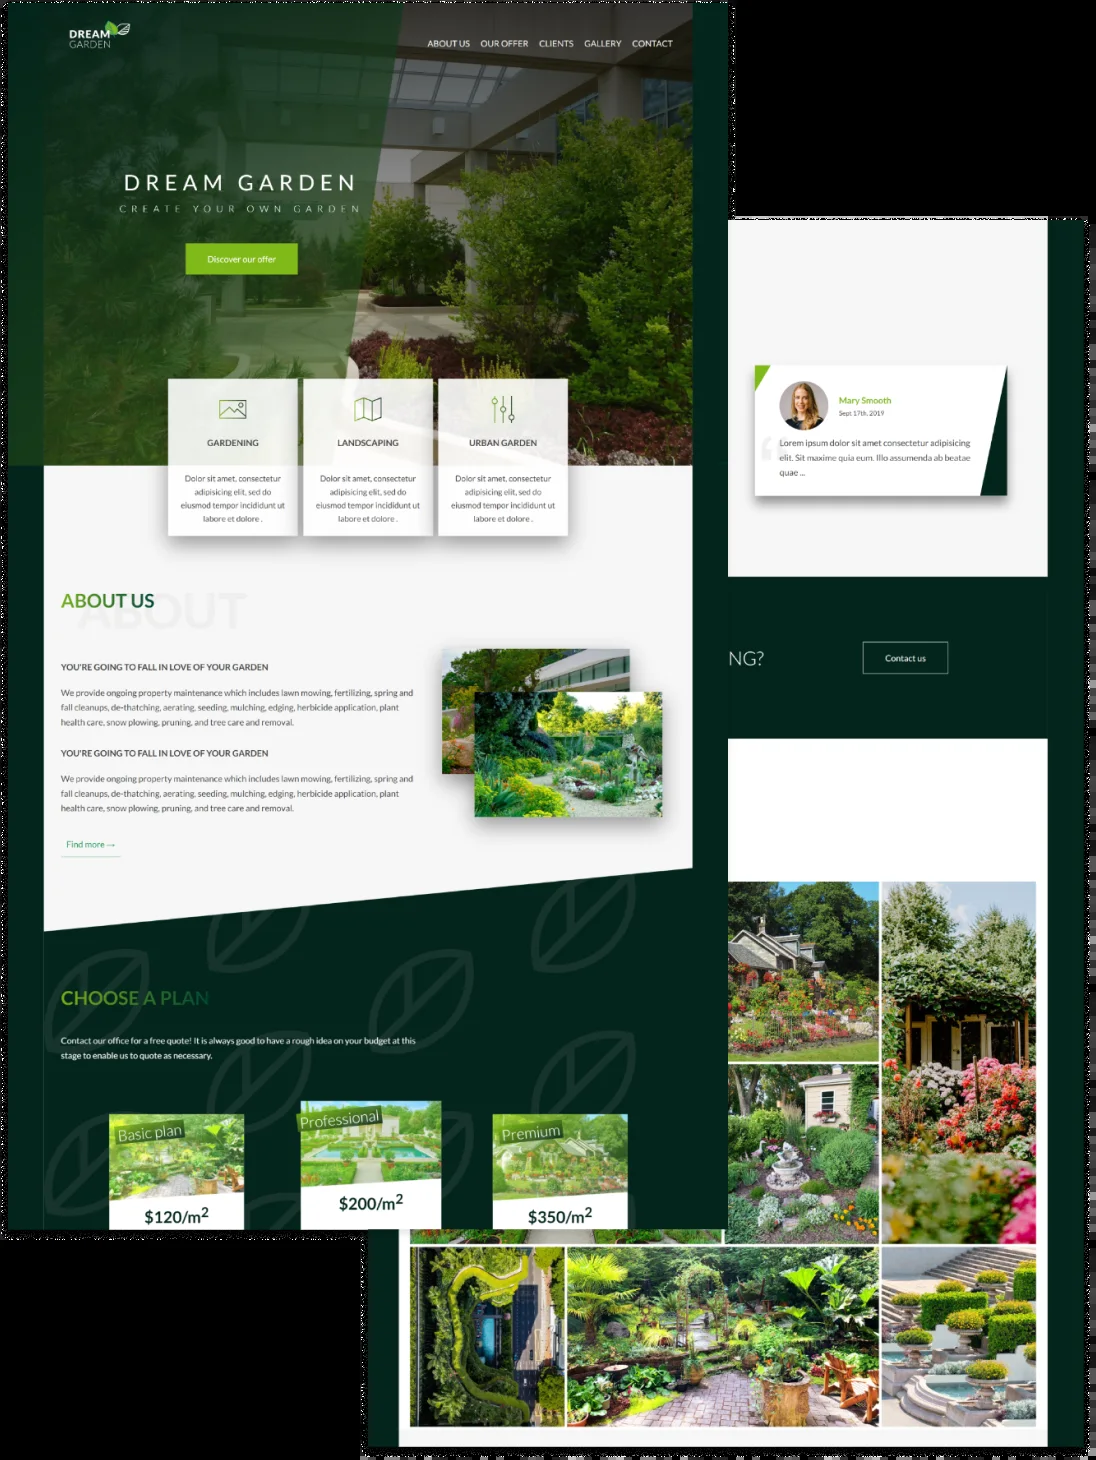 DREAM
GARDEN
ABOUT US
OUR OFFER
CLIENTS
GALLERY
CONTACT
DREAM GARDEN
CREATE YOUR OWN GARDEN
Discover our offer
GARDENING
Dolor sit amet, consectetur
adipisicing elit, sed do
eiusmod tempor incididunt ut
labore et dolore .
LANDSCAPING
Dolor sit amet, consectetur
adipisicing elit, sed do
eiusmod tempor incididunt ut
labore et dolore .
URBAN GARDEN
Dolor sit amet, consectetur
adipisicing elit, sed do
eiusmod tempor incididunt ut
labore et dolore .
ABOUT US
ABOUT
YOU'RE GOING TO FALL IN LOVE OF YOUR GARDEN
We provide ongoing property maintenance which includes lawn mowing, fertilizing, spring and
fall cleanups, de-thatching, aerating, seeding, mulching, edging, herbicide application, plant
health care, snow plowing, pruning, and tree care and removal.
YOU'RE GOING TO FALL IN LOVE OF YOUR GARDEN
We provide ongoing property maintenance which includes lawn mowing, fertilizing, spring and
fall cleanups, de-thatching, aerating, seeding, mulching, edging, herbicide application, plant
health care, snow plowing, pruning, and tree care and removal.
Find more →
CHOOSE A PLAN
Contact our office for a free quote! It is always good to have a rough idea on your budget at this
stage to enable us to quote as necessary.
Basic plan
$120/m²
Professional
$200/m²
Premium
$350/m²
Mary Smooth
Sept 17th, 2019
Lorem ipsum dolor sit amet consectetur adipisicing
elit. Sit maxime quia eum. Illo assumenda ab beatae
quae ...
NG?
Contact us